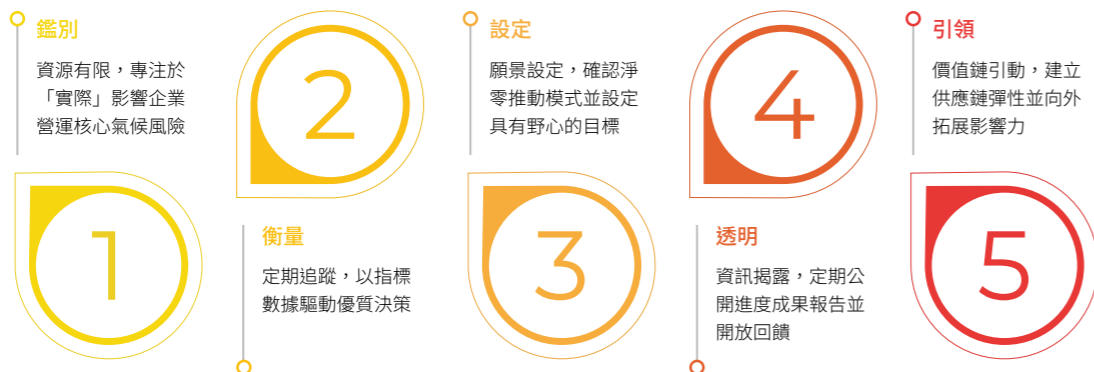 1
鑑別
資源有限，專注於
「實際」影響企業
營運核心氣候風險
2
衡量
定期追蹤，以指標
數據驅動優質決策
3
設定
願景設定，確認淨
零推動模式並設定
具有野心的目標
4
透明
資訊揭露，定期公
開進度成果報告並
開放回饋
5
引領
價值鏈引動，建立
供應鏈彈性並向外
拓展影響力